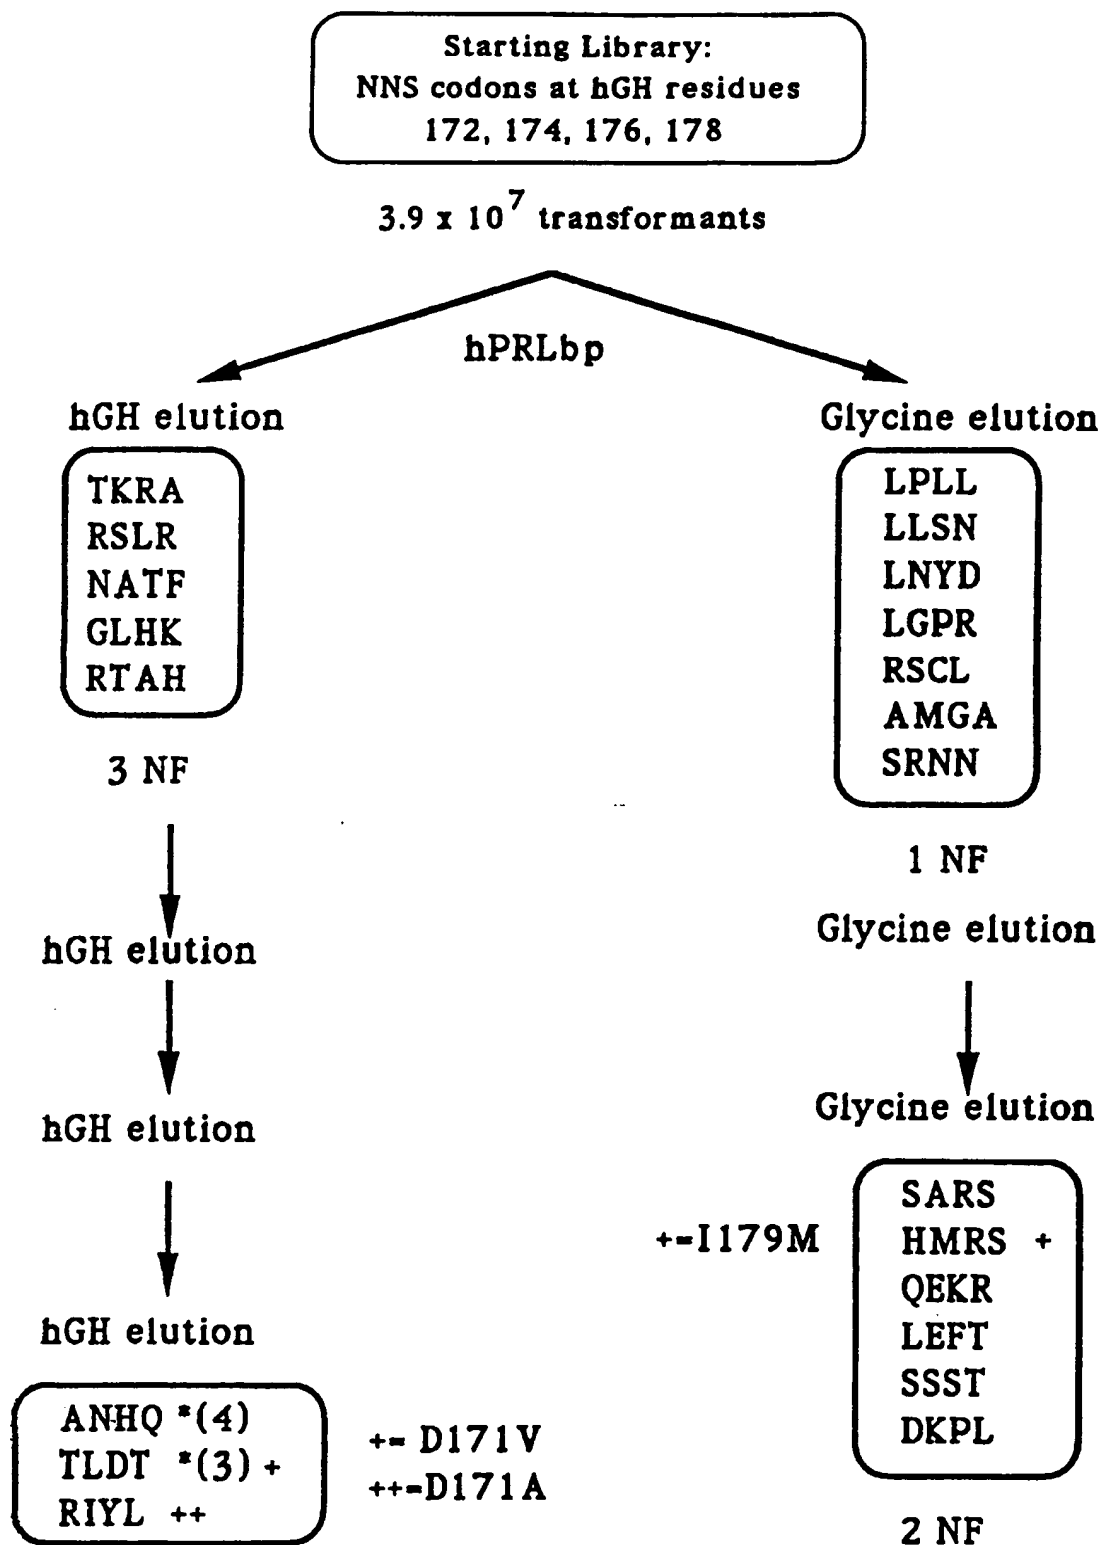 Starting Library:
NNS codons at hGH residues
172, 174, 176, 178
3.9 x 10^7 transformants
hPRLbp
hGH elution
TKRA
RSLR
NATF
GLHK
RTAH
3 NF
hGH elution
hGH elution
hGH elution
ANHQ *(4)
TLDT *(3) +
RIYL ++
+= D171V
++=D171A
Glycine elution
LPLL
LLSN
LNYD
LGPR
RSCL
AMGA
SRNN
1 NF
Glycine elution
Glycine elution
+=I179M
SARS
HMRS +
QEKR
LEFT
SSST
DKPL
2 NF